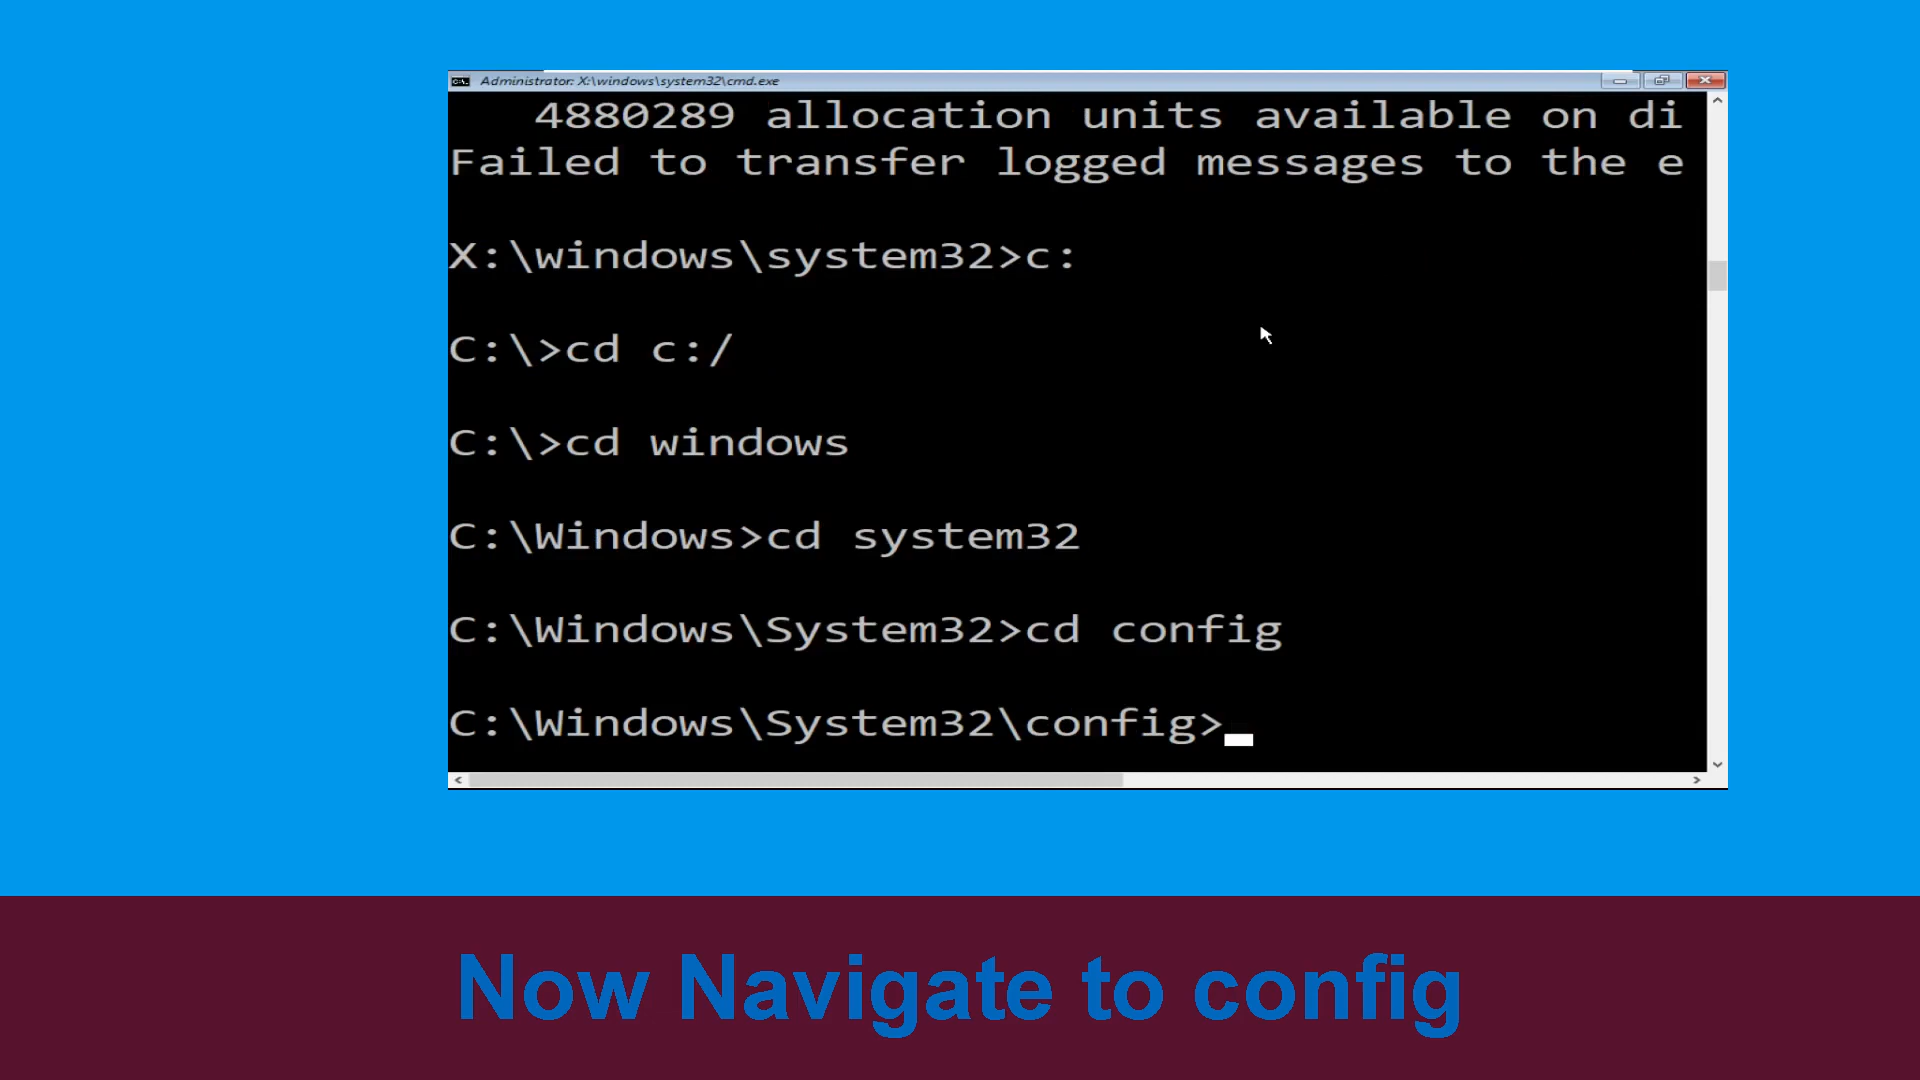 Administrator: X:\windows\system32\cmd.exe
4880289 allocation units available on di
Failed to transfer logged messages to the e
X:\windows\system32>c:
C:\>cd c:/
C:\>cd windows
C:\Windows>cd system32
C:\Windows\System32>cd config
C:\Windows\System32\config>
Now Navigate to config